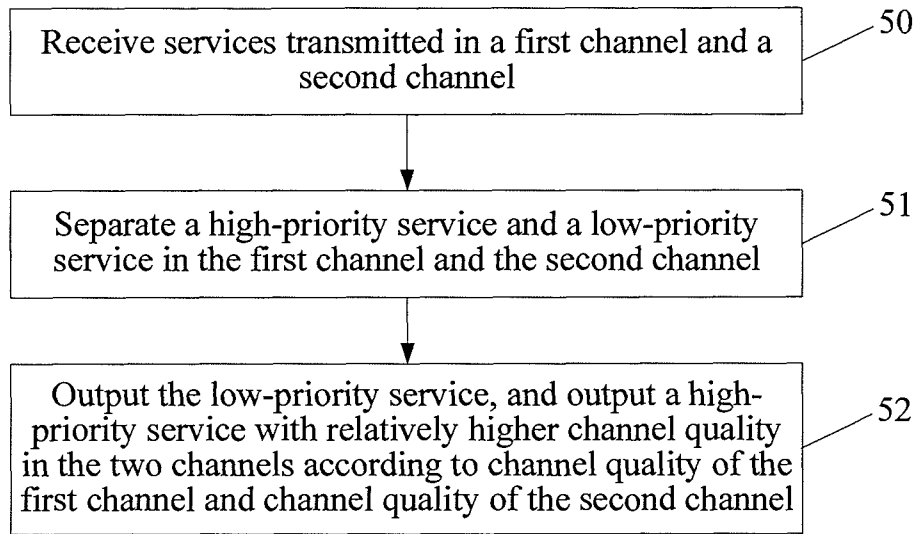 Receive services transmitted in a first channel and a
second channel
50
Separate a high-priority service and a low-priority
service in the first channel and the second channel
51
Output the low-priority service, and output a high-
priority service with relatively higher channel quality
in the two channels according to channel quality of the
first channel and channel quality of the second channel
52